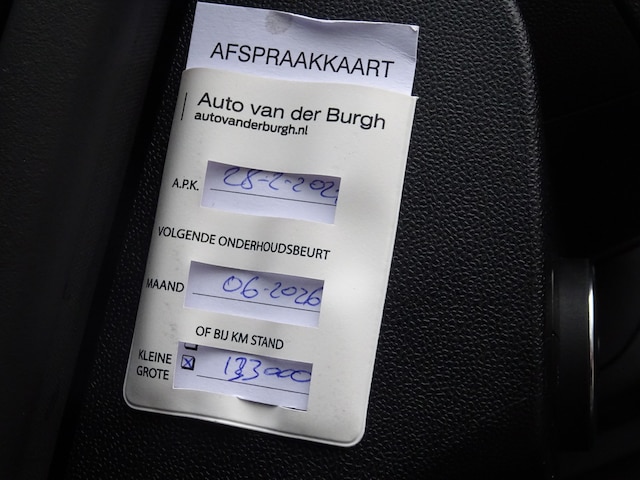 AFSPRAAKKAART
Auto van der Burgh
autovanderburgh.nl
A.P.K.
VOLGENDE ONDERHOUDSBEURT
MAAND 06-2026
OF BIJ KM STAND
KLEINE
GROTE ☒ 133000